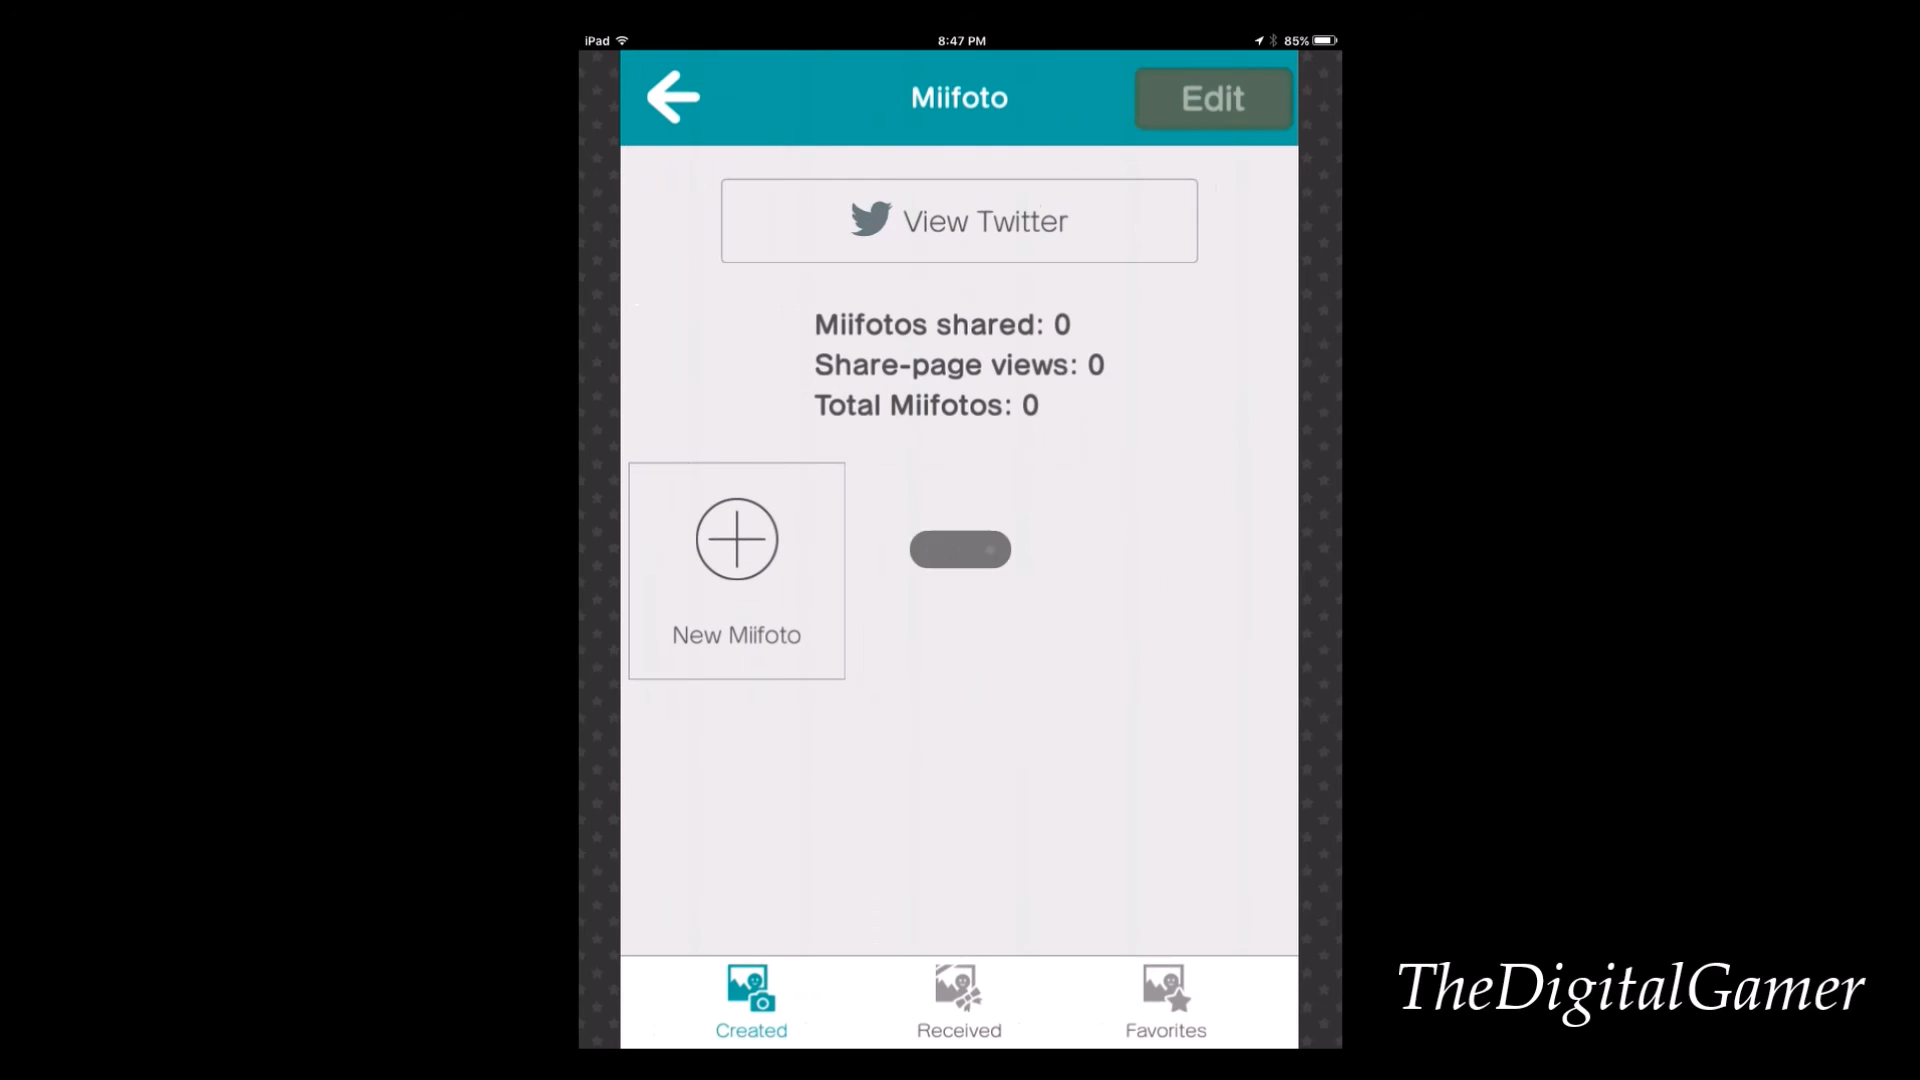 iPad
8:47 PM
85%
Miifoto
Edit
View Twitter
Miifotos shared: 0
Share-page views: 0
Total Miifotos: 0
New Miifoto
Created
Received
Favorites
TheDigitalGamer